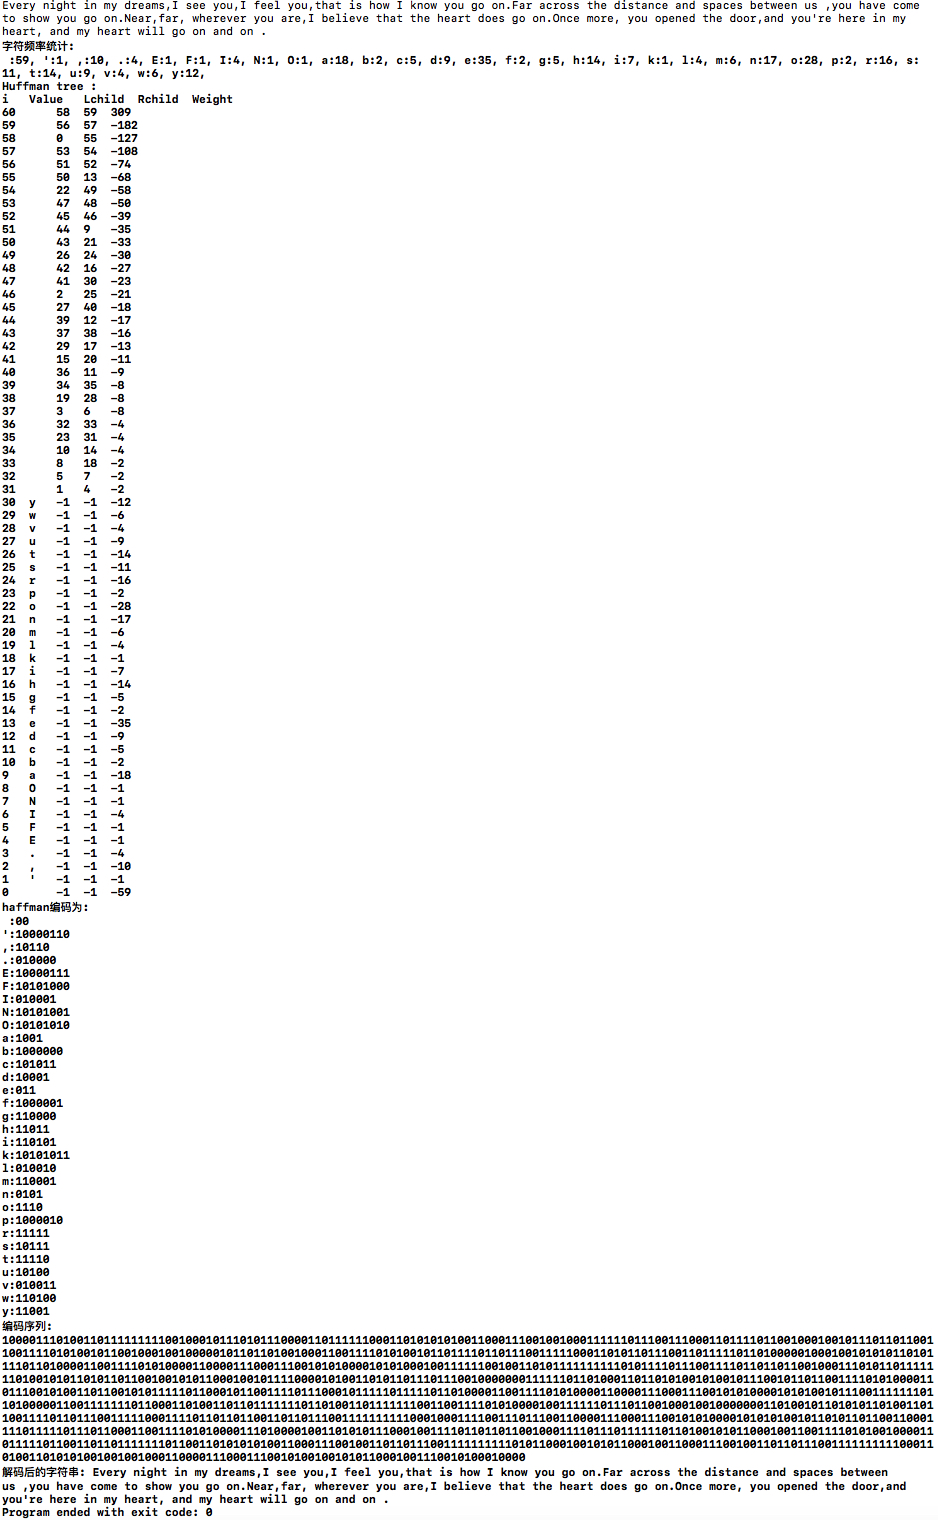 Every night in my dreams,I see you,I feel you,that is how I know you go on.Far across the distance and spaces between us ,you have come
to show you go on.Near,far, wherever you are,I believe that the heart does go on.Once more, you opened the door,and you're here in my
heart, and my heart will go on and on .
字符频率统计:
 :59, ':1, ,:10, .:4, E:1, F:1, I:4, N:1, O:1, a:18, b:2, c:5, d:9, e:35, f:2, g:5, h:14, i:7, k:1, l:4, m:6, n:17, o:28, p:2, r:16, s:
11, t:14, u:9, v:4, w:6, y:12,
Huffman tree :
i Value Lchild Rchild Weight
60 58 59 309
59 56 57 -182
58 0 55 -127
57 53 54 -108
56 51 52 -74
55 50 13 -68
54 22 49 -58
53 47 48 -50
52 45 46 -39
51 44 9 -35
50 43 21 -33
49 26 24 -30
48 42 16 -27
47 41 30 -23
46 2 25 -21
45 27 40 -18
44 39 12 -17
43 37 38 -16
42 29 17 -13
41 15 20 -11
40 36 11 -9
39 34 35 -8
38 19 28 -8
37 3 6 -8
36 32 33 -4
35 23 31 -4
34 10 14 -4
33 8 18 -2
32 5 7 -2
31 1 4 -2
30 y -1 -1 -12
29 w -1 -1 -6
28 v -1 -1 -4
27 u -1 -1 -9
26 t -1 -1 -14
25 s -1 -1 -11
24 r -1 -1 -16
23 p -1 -1 -2
22 o -1 -1 -28
21 n -1 -1 -17
20 m -1 -1 -6
19 l -1 -1 -4
18 k -1 -1 -1
17 i -1 -1 -7
16 h -1 -1 -14
15 g -1 -1 -5
14 f -1 -1 -2
13 e -1 -1 -35
12 d -1 -1 -9
11 c -1 -1 -5
10 b -1 -1 -2
9 a -1 -1 -18
8 O -1 -1 -1
7 N -1 -1 -1
6 I -1 -1 -4
5 F -1 -1 -1
4 E -1 -1 -1
3 . -1 -1 -4
2 , -1 -1 -10
1 ' -1 -1 -1
0 -1 -1 -59
haffman编码为:
 :00
':10000110
,:10110
.:010000
E:10000111
F:10101000
I:010001
N:10101001
O:10101010
a:1001
b:1000000
c:101011
d:10001
e:011
f:1000001
g:110000
h:11011
i:110101
k:10101011
l:010010
m:110001
n:0101
o:1110
p:1000010
r:11111
s:10111
t:11110
u:10100
v:010011
w:110100
y:11001
编码序列:
解码后的字符串: Every night in my dreams,I see you,I feel you,that is how I know you go on.Far across the distance and spaces between
us ,you have come to show you go on.Near,far, wherever you are,I believe that the heart does go on.Once more, you opened the door,and
you're here in my heart, and my heart will go on and on .
Program ended with exit code: 0